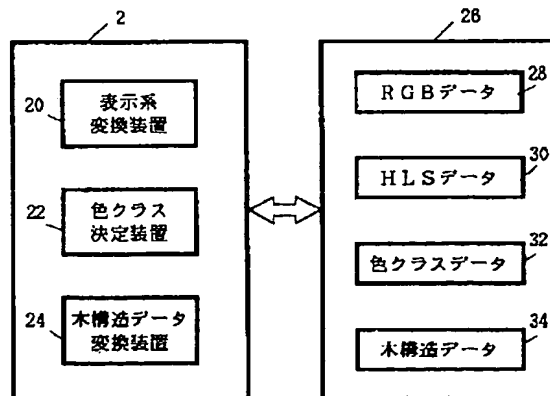 2
20
表示系
変換装置
22
色クラス
決定装置
24
木構造データ
変換装置
26
28
RGBデータ
30
HLSデータ
32
色クラスデータ
34
木構造データ